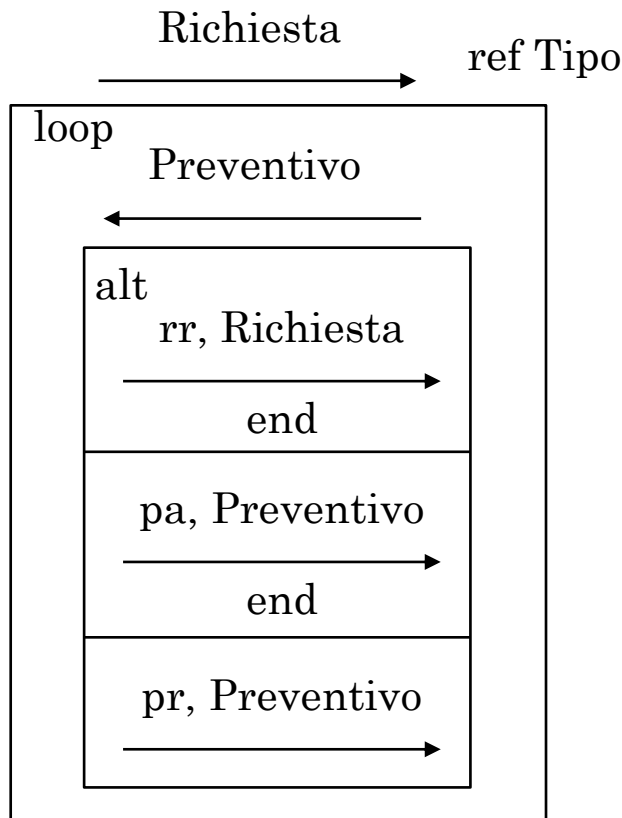 Richiesta
ref Tipo
loop
Preventivo
alt
rr, Richiesta
end
pa, Preventivo
end
pr, Preventivo